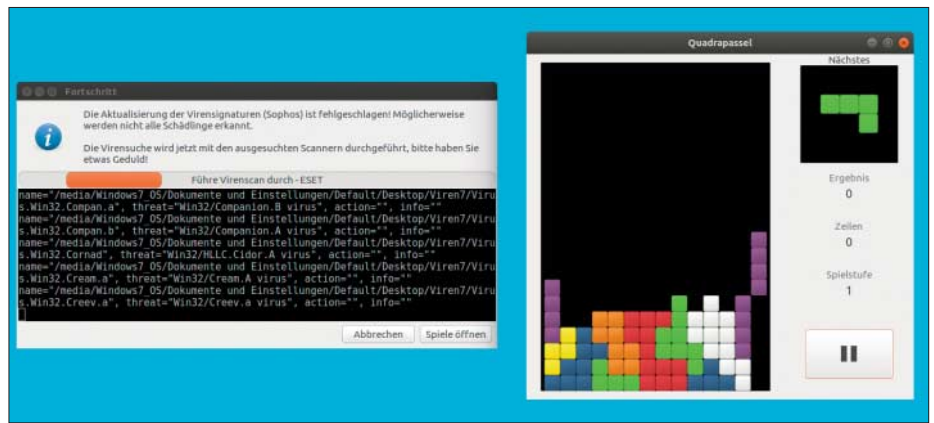 Fortschritt
Die Aktualisierung der Virensignaturen (Sophos) ist fehlgeschlagen! Möglicherweise
werden nicht alle Schädlinge erkannt.
Die Virensuche wird jetzt mit den ausgesuchten Scannern durchgeführt, bitte haben Sie
etwas Geduld!
Führe Virenscan durch - ESET
name="/media/Windows7_OS/Dokumente und Einstellungen/Default/Desktop/Viren7/Viru
s.Win32.Compan.a", threat="Win32/Companion.B virus", action="", info=""
name="/media/Windows7_OS/Dokumente und Einstellungen/Default/Desktop/Viren7/Viru
s.Win32.Compan.b", threat="Win32/Companion.A virus", action="", info=""
name="/media/Windows7_OS/Dokumente und Einstellungen/Default/Desktop/Viren7/Viru
s.Win32.Cornad", threat="Win32/HLLC.Cidor.A virus", action="", info=""
name="/media/Windows7_OS/Dokumente und Einstellungen/Default/Desktop/Viren7/Viru
s.Win32.Cream.a", threat="Win32/Cream.A virus", action="", info=""
name="/media/Windows7_OS/Dokumente und Einstellungen/Default/Desktop/Viren7/Viru
s.Win32.Creev.a", threat="Win32/Creev.a virus", action="", info=""
Abbrechen
Spiele öffnen
Quadrapassel
Nächstes
Ergebnis
0
Zeilen
0
Spielstufe
1